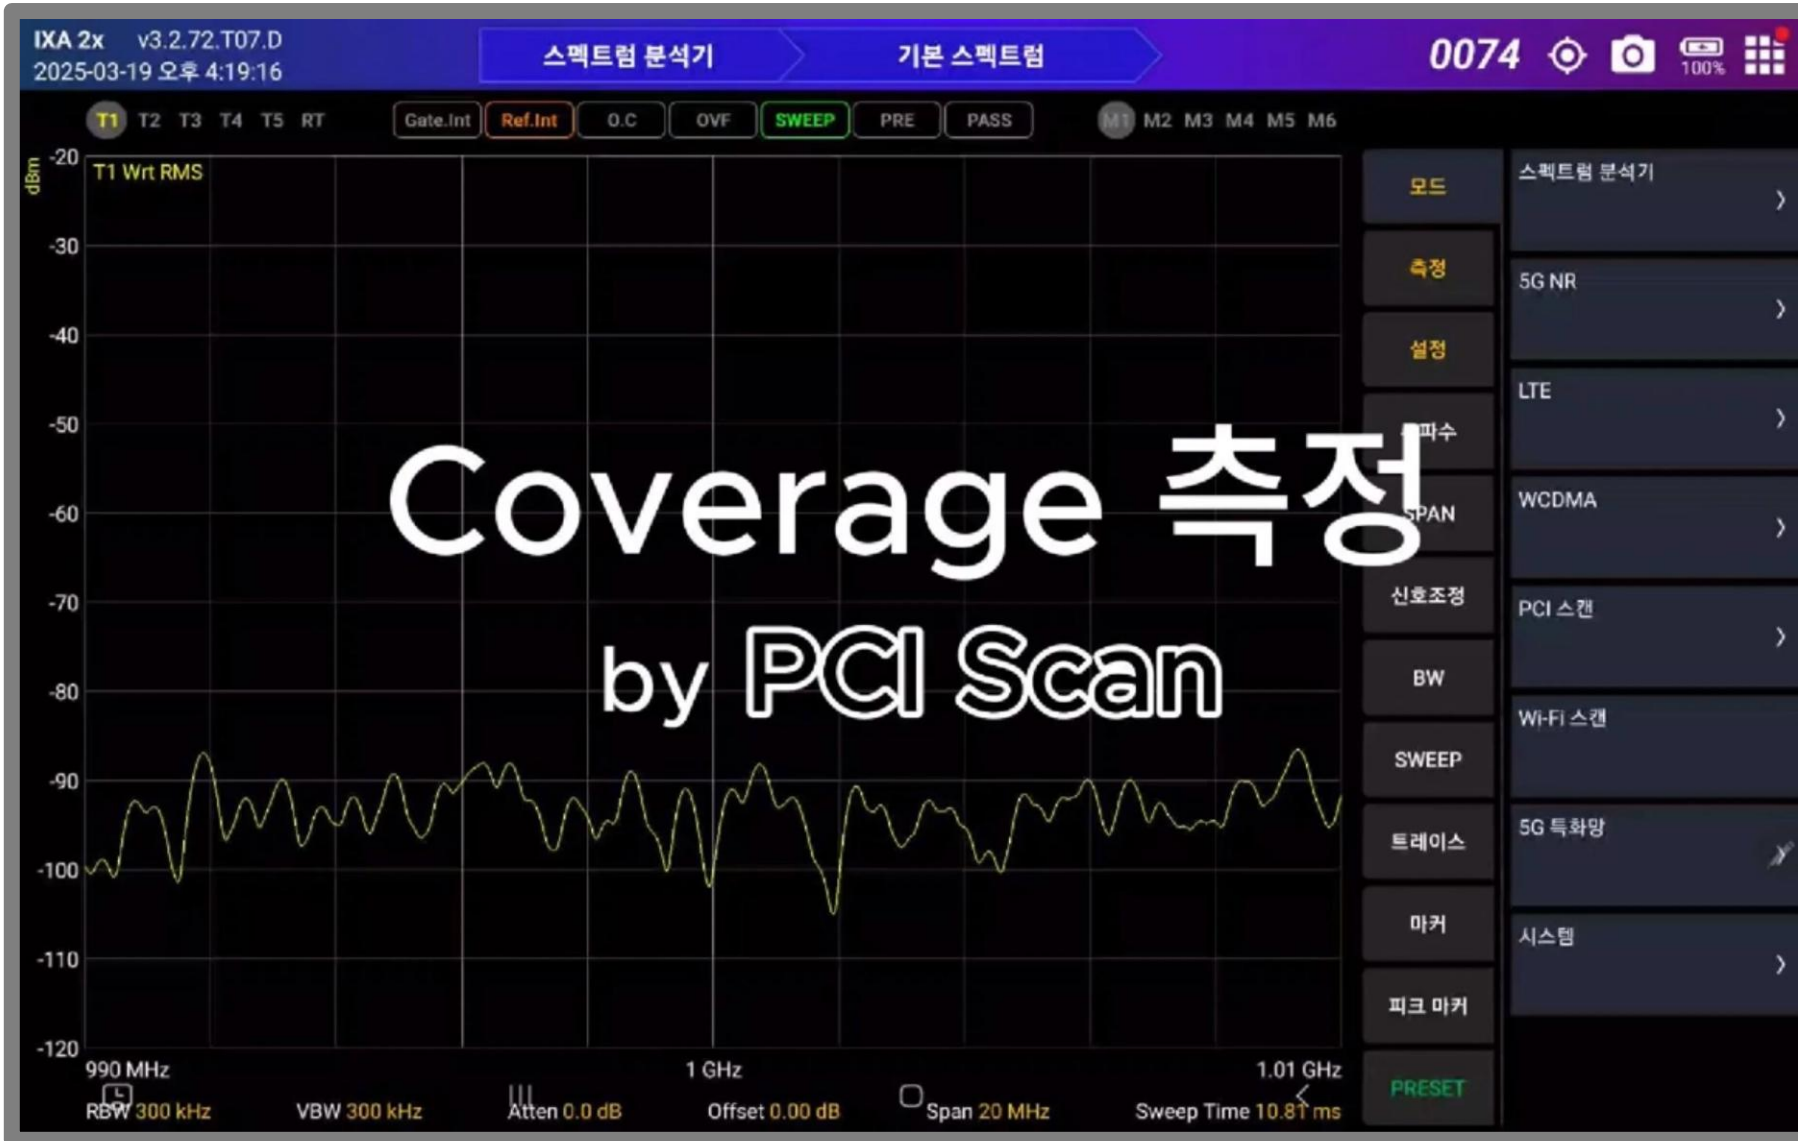 IXA 2x v3.2.72.T07.D
2025-03-19 오후 4:19:16
스펙트럼 분석기
기본 스펙트럼
0074
100%
T1 T2 T3 T4 T5 RT
Gate.Int Ref.Int O.C OVF SWEEP PRE PASS
M1 M2 M3 M4 M5 M6
dBm
T1 Wrt RMS
-20
-30
-40
-50
-60
-70
-80
-90
-100
-110
-120
Coverage 측정
by PCI Scan
990 MHz 1 GHz 1.01 GHz
RBW 300 kHz VBW 300 kHz Atten 0.0 dB Offset 0.00 dB Span 20 MHz Sweep Time 10.81 ms
모드
측정
설정
파수
SPAN
신호조정
BW
SWEEP
트레이스
마커
피크 마커
PRESET
스펙트럼 분석기
5G NR
LTE
WCDMA
PCI 스캔
Wi-Fi 스캔
5G 특화망
시스템